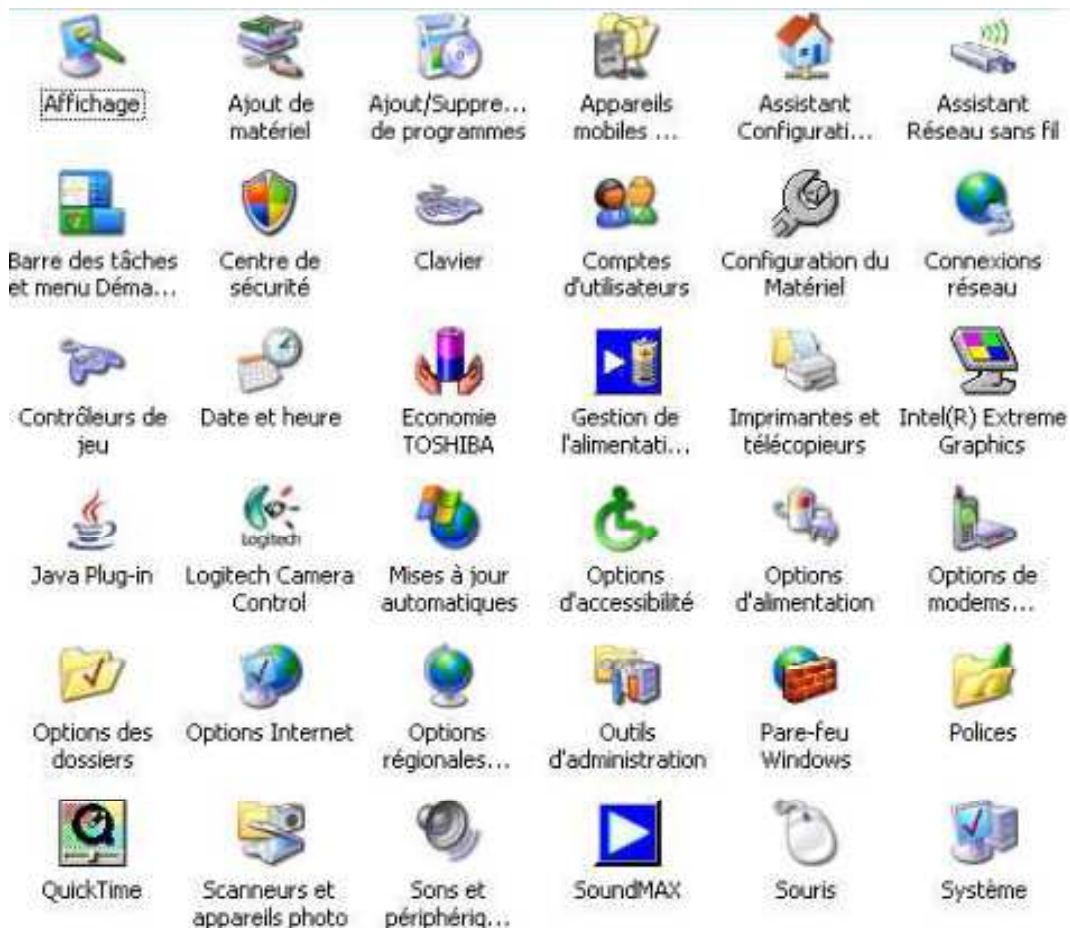 Affichage
Ajout de
matériel
Ajout/Suppre...
de programmes
Appareils
mobiles ...
Assistant
Configurati...
Assistant
Réseau sans fil
Barre des tâches
et menu Déma...
Centre de
sécurité
Clavier
Comptes
d'utilisateurs
Configuration du
Matériel
Connexions
réseau
Contrôleurs de
jeu
Date et heure
Economie
TOSHIBA
Gestion de
l'alimentati...
Imprimantes et
télécopieurs
Intel(R) Extreme
Graphics
Java Plug-in
Logitech
Logitech Camera
Control
Mises à jour
automatiques
Options
d'accessibilité
Options
d'alimentation
Options de
modems...
Options des
dossiers
Options Internet
Options
régionales...
Outils
d'administration
Pare-feu
Windows
Polices
QuickTime
Scanneurs et
appareils photo
Sons et
périphériq...
SoundMAX
Souris
Système